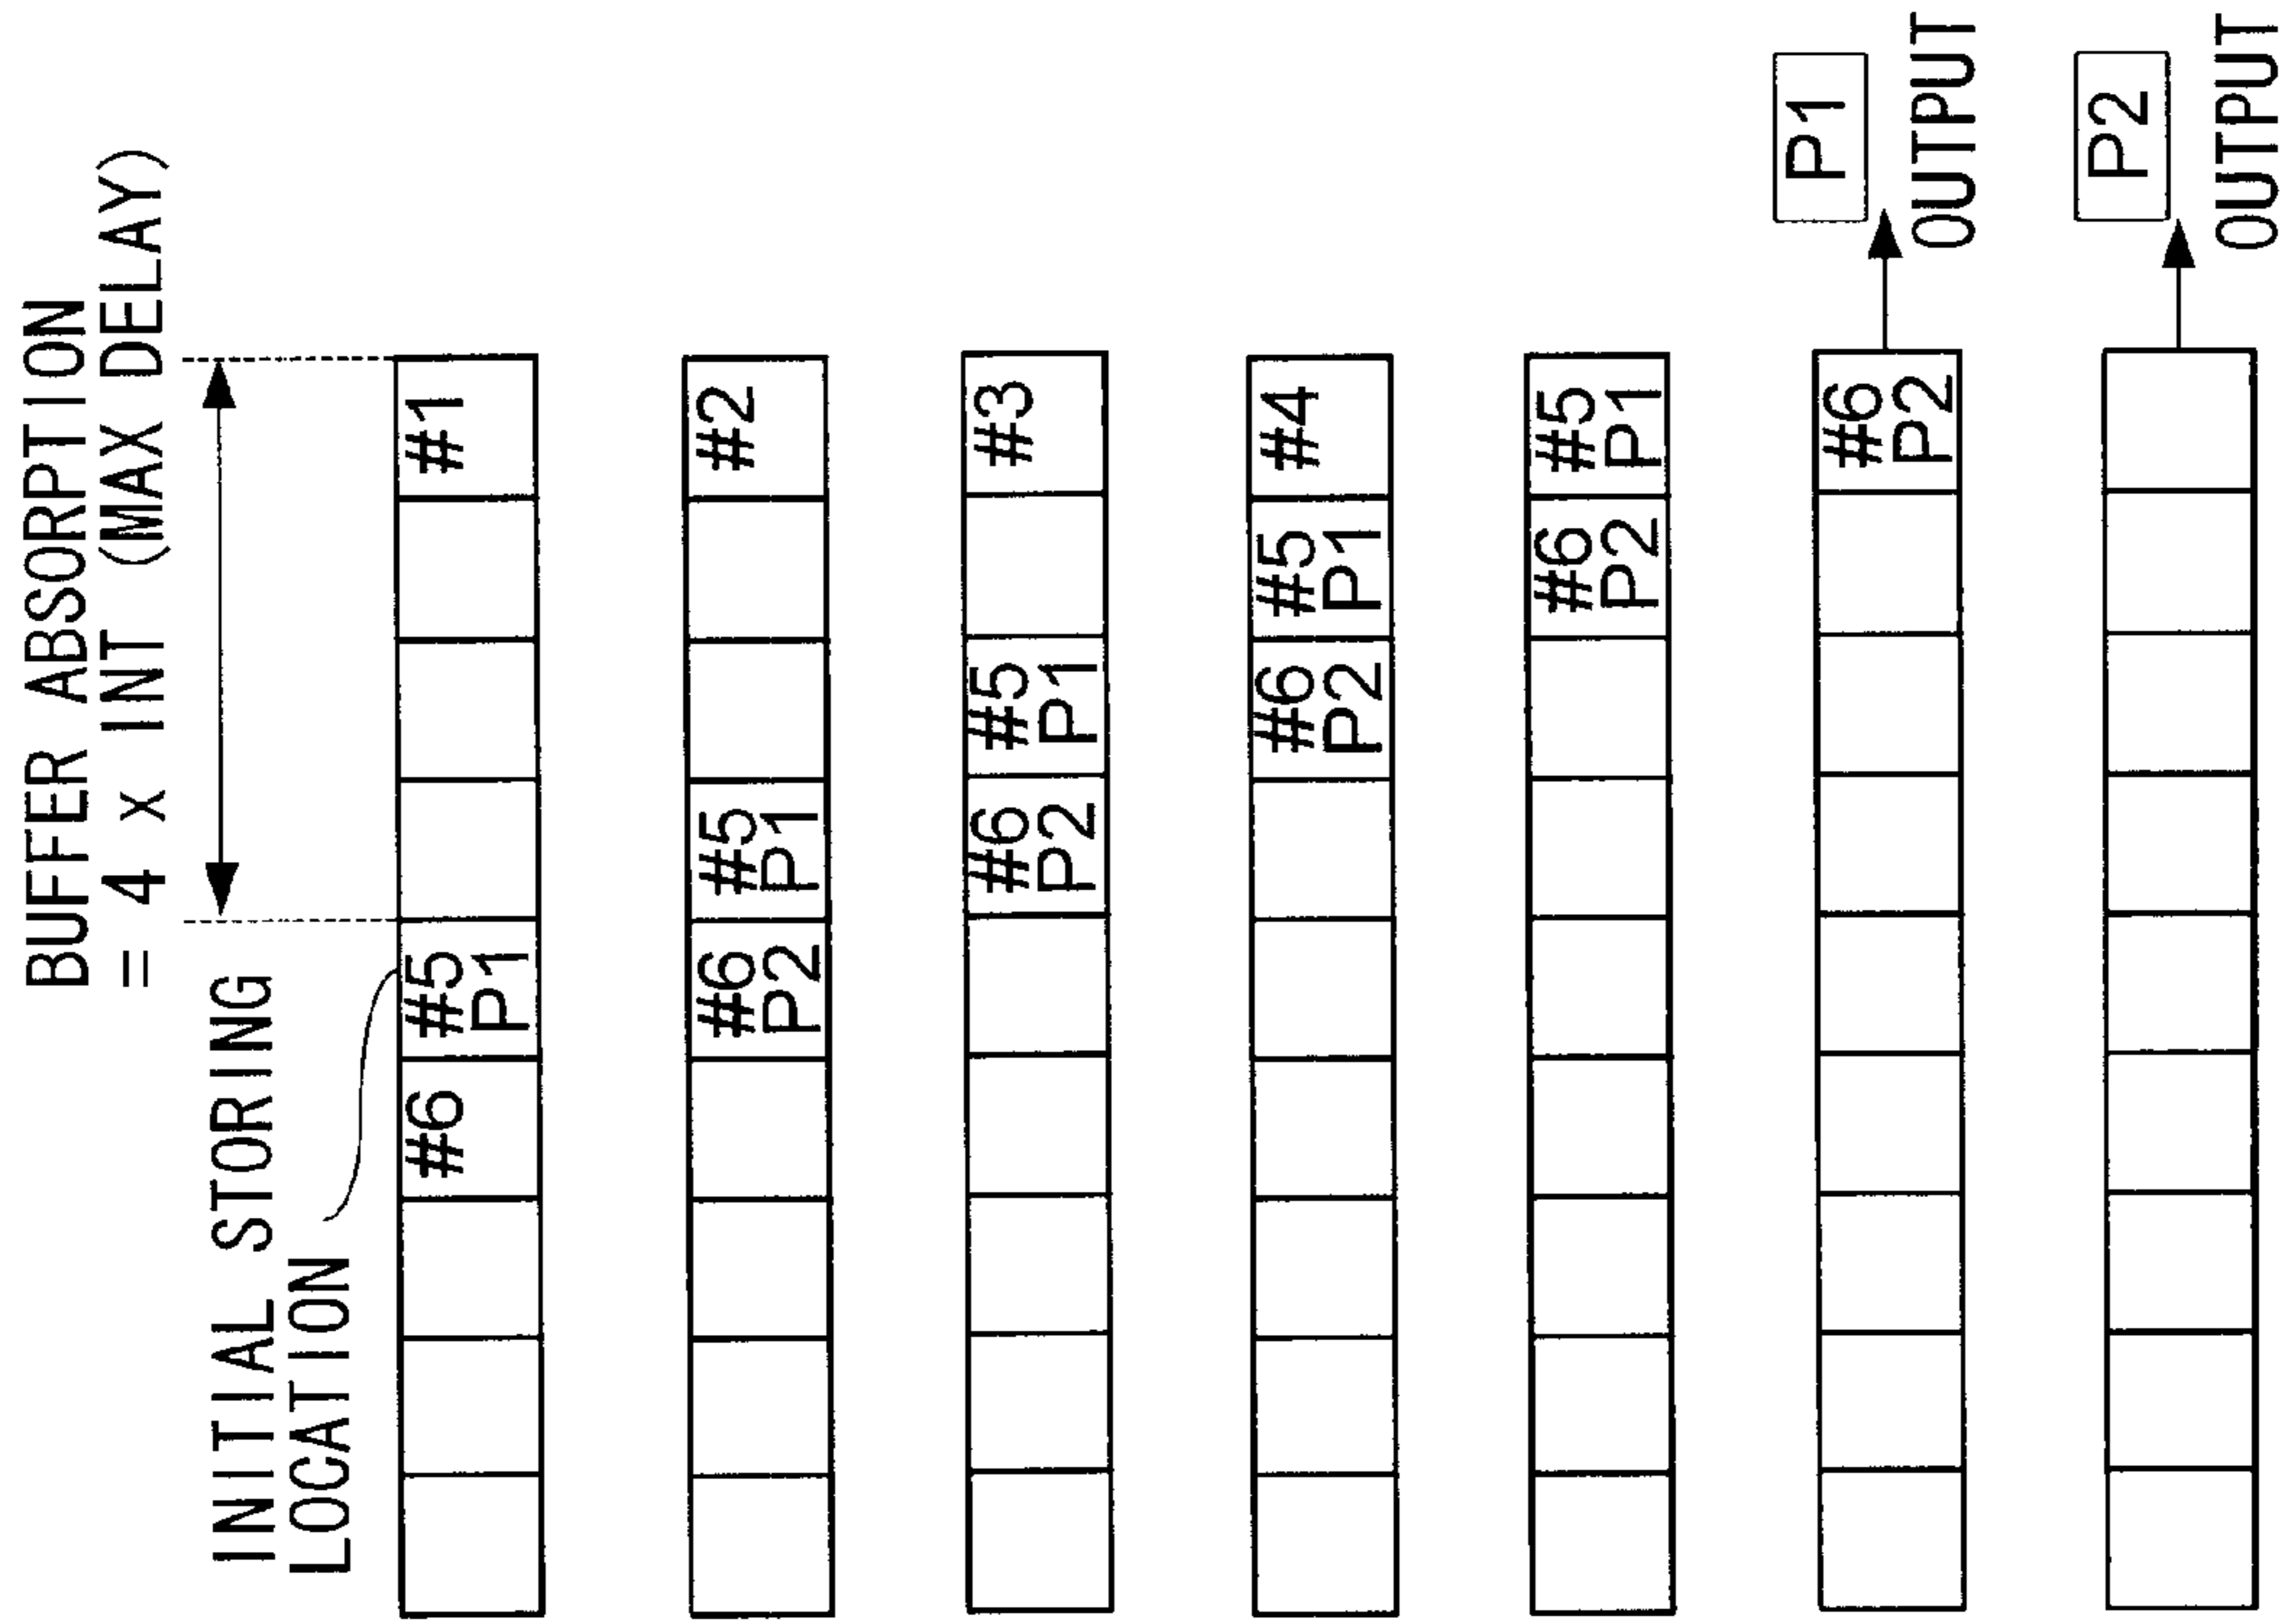 BUFFER ABSORPTION
= 4 x INT (MAX DELAY)
INITIAL STORING
LOCATION
#6
#5
P1
#1
#6
P2
#5
P1
#2
#6
P2
#5
P1
#3
#6
P2
#5
P1
#4
#6
P2
#5
P1
#6
P2
P1
OUTPUT
P2
OUTPUT